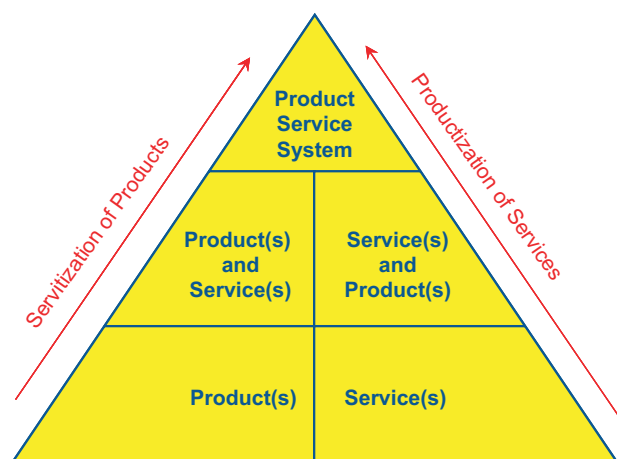 Servitization of Products
Productization of Services
Product
Service
System
Product(s)
and
Service(s)
Service(s)
and
Product(s)
Product(s)
Service(s)